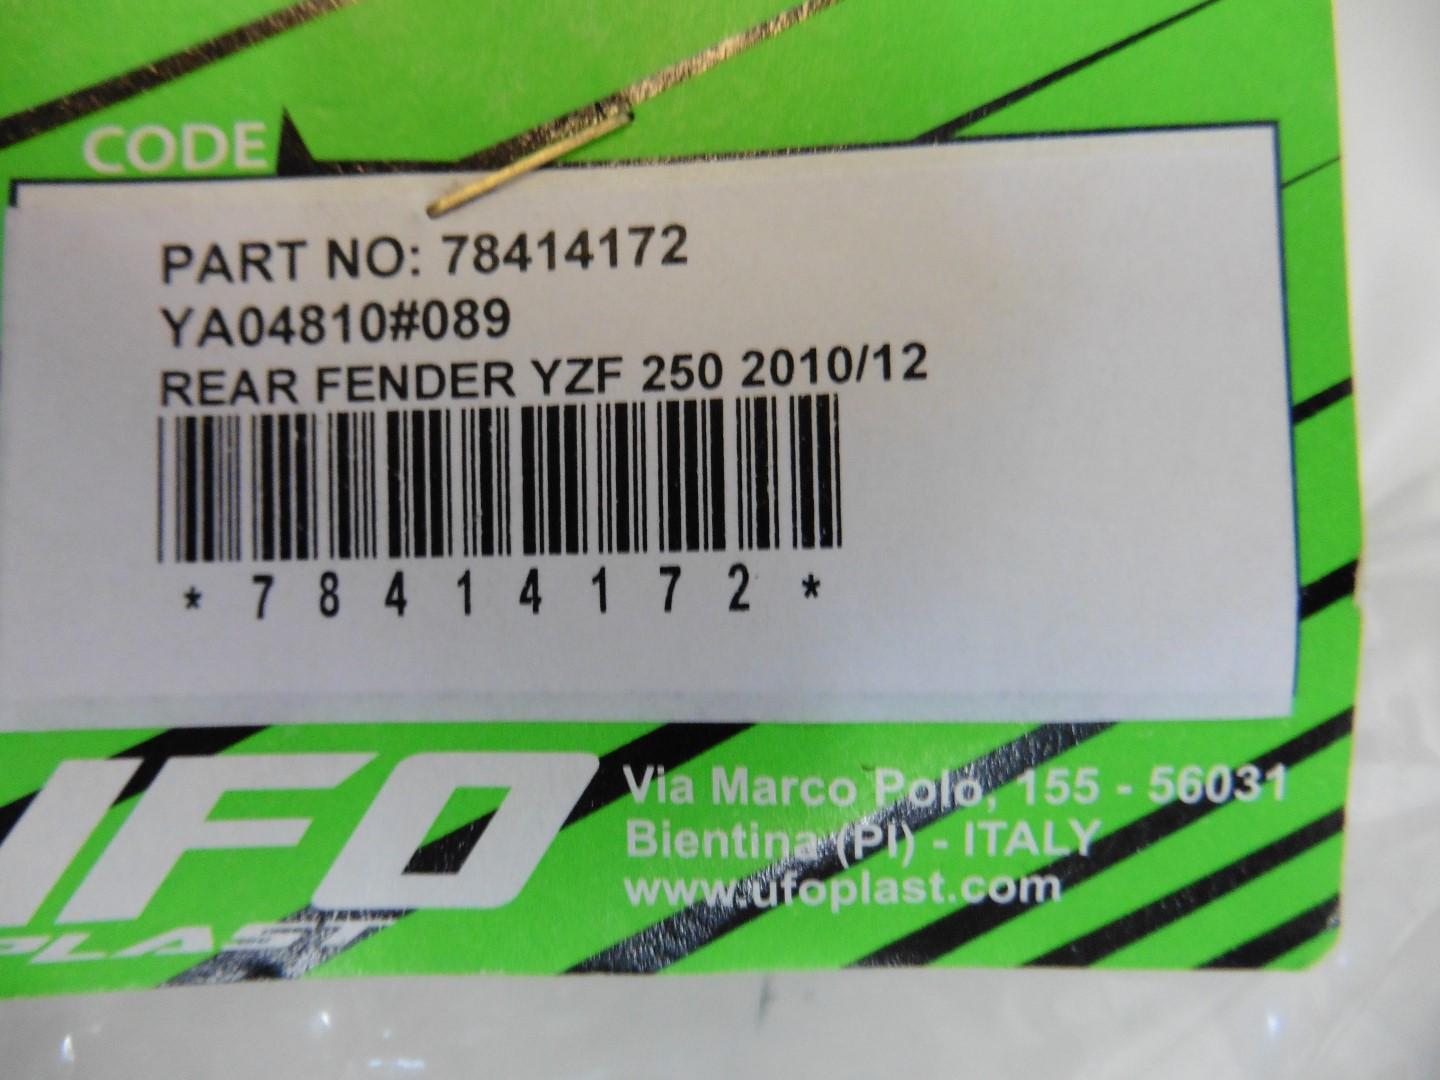 CODE
PART NO: 78414172
YA04810#089
REAR FENDER YZF 250 2010/12
* 7 8 4 1 4 1 7 2 *
UFO
PLAST
Via Marco Polo, 155 - 56031
Bientina (PI) - ITALY
www.ufoplast.com